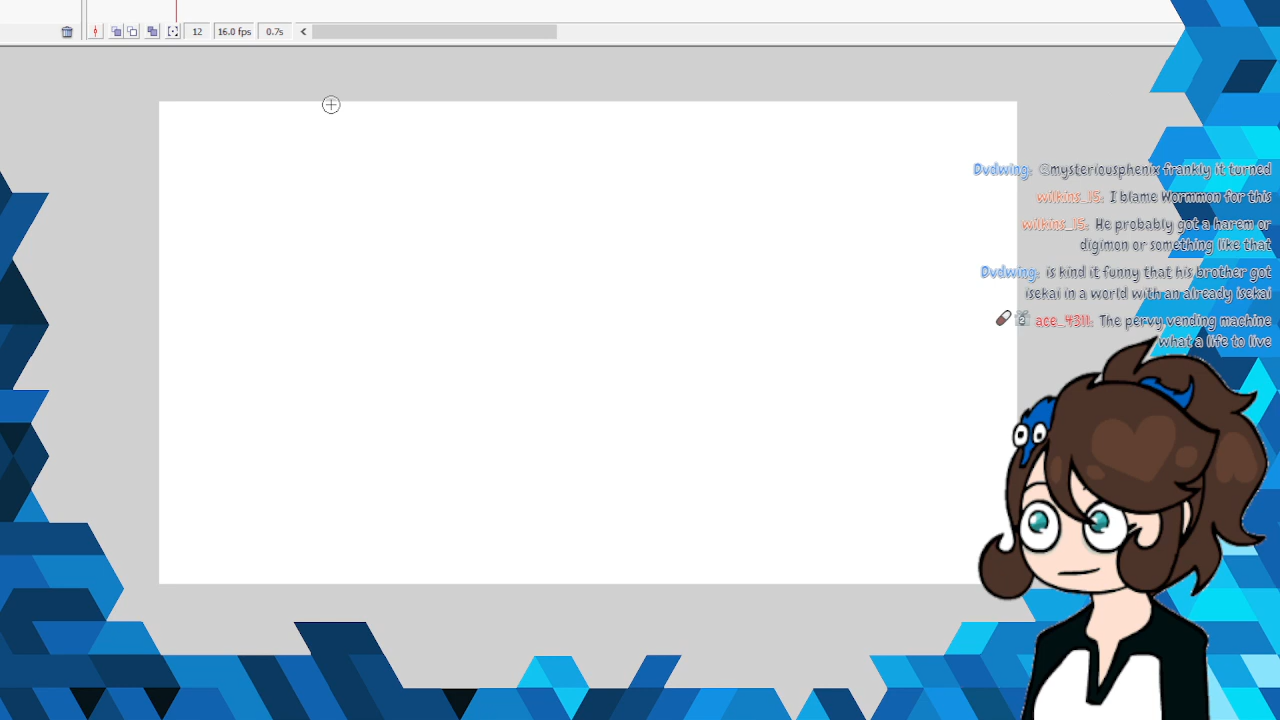 12 16.0 fps 0.7s
Dvdwing: @mysteriousphenix frankly it turned
wilkins_15: I blame Wormmon for this
wilkins_15: He probably got a harem or
digimon or something like that
Dvdwing: is kind it funny that his brother got
isekai in a world with an already isekai
ace_4311: The pervy vending machine
what a life to live